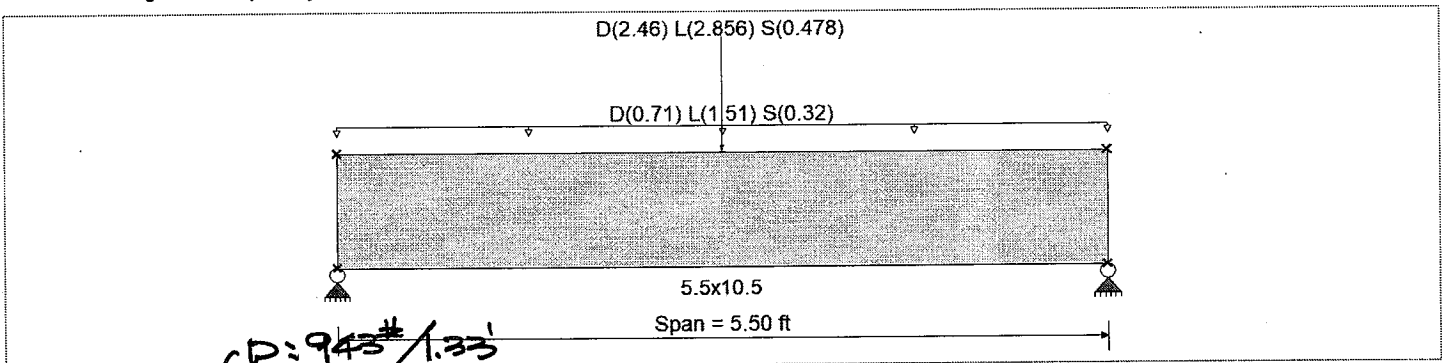 D(2.46) L(2.856) S(0.478)
D(0.71) L(1.51) S(0.32)
5.5x10.5
Span = 5.50 ft
D: 943#/1.33'